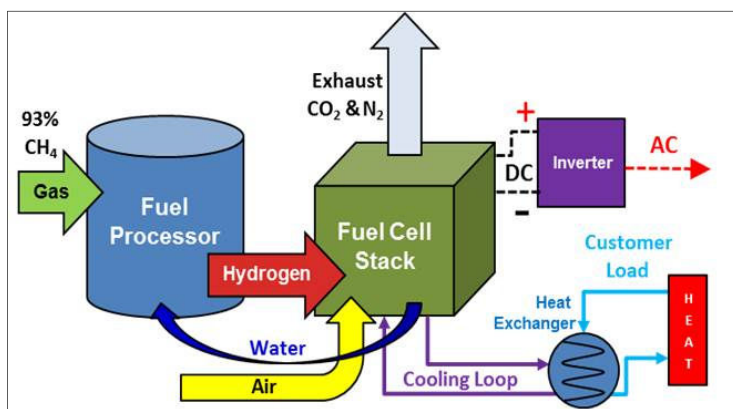 93%
CH₄
Gas
Fuel
Processor
Hydrogen
Exhaust
CO₂ & N₂
Fuel Cell
Stack
+
DC
-
Inverter
AC
Water
Air
Cooling Loop
Heat
Exchanger
Customer
Load
HEAT